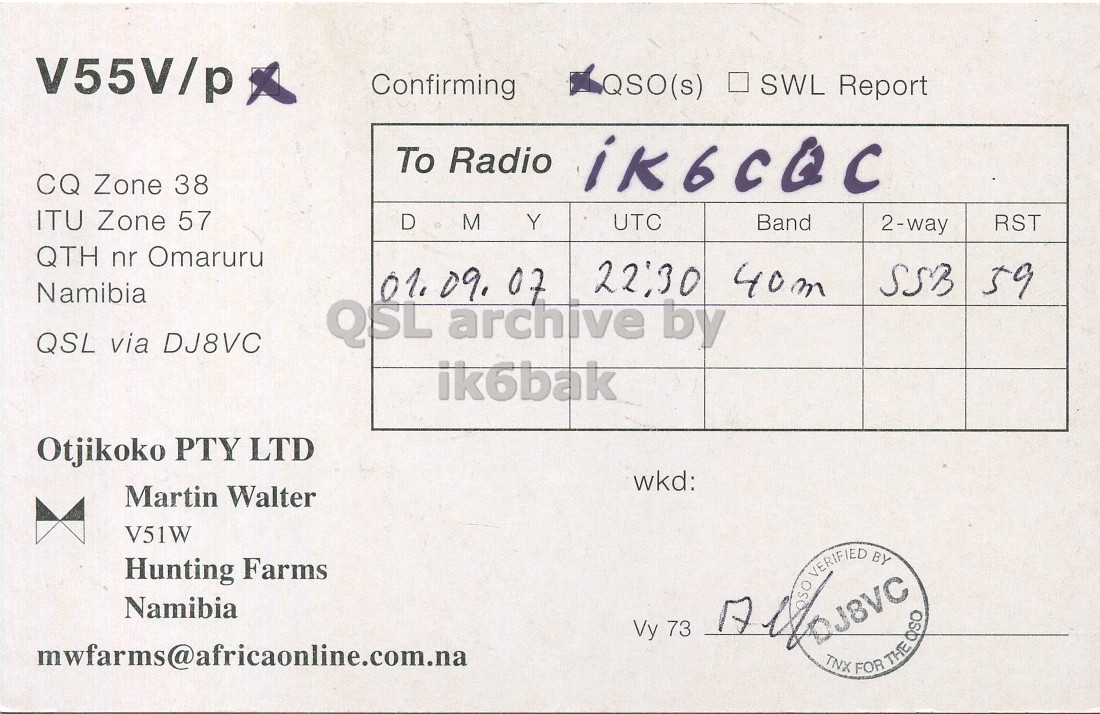 V55V/p
Confirming QSO(s) SWL Report
To Radio IK6CQC
CQ Zone 38
ITU Zone 57
QTH nr Omaruru
Namibia
QSL via DJ8VC
D M Y UTC Band 2-way RST
01.09.07 22:30 40m SSB 59
QSL archive by
ik6bak
Otjikoko PTY LTD
Martin Walter
V51W
Hunting Farms
Namibia
mwfarms@africaonline.com.na
wkd:
Vy 73
QSO VERIFIED BY
DJ8VC
TNX FOR THE QSO